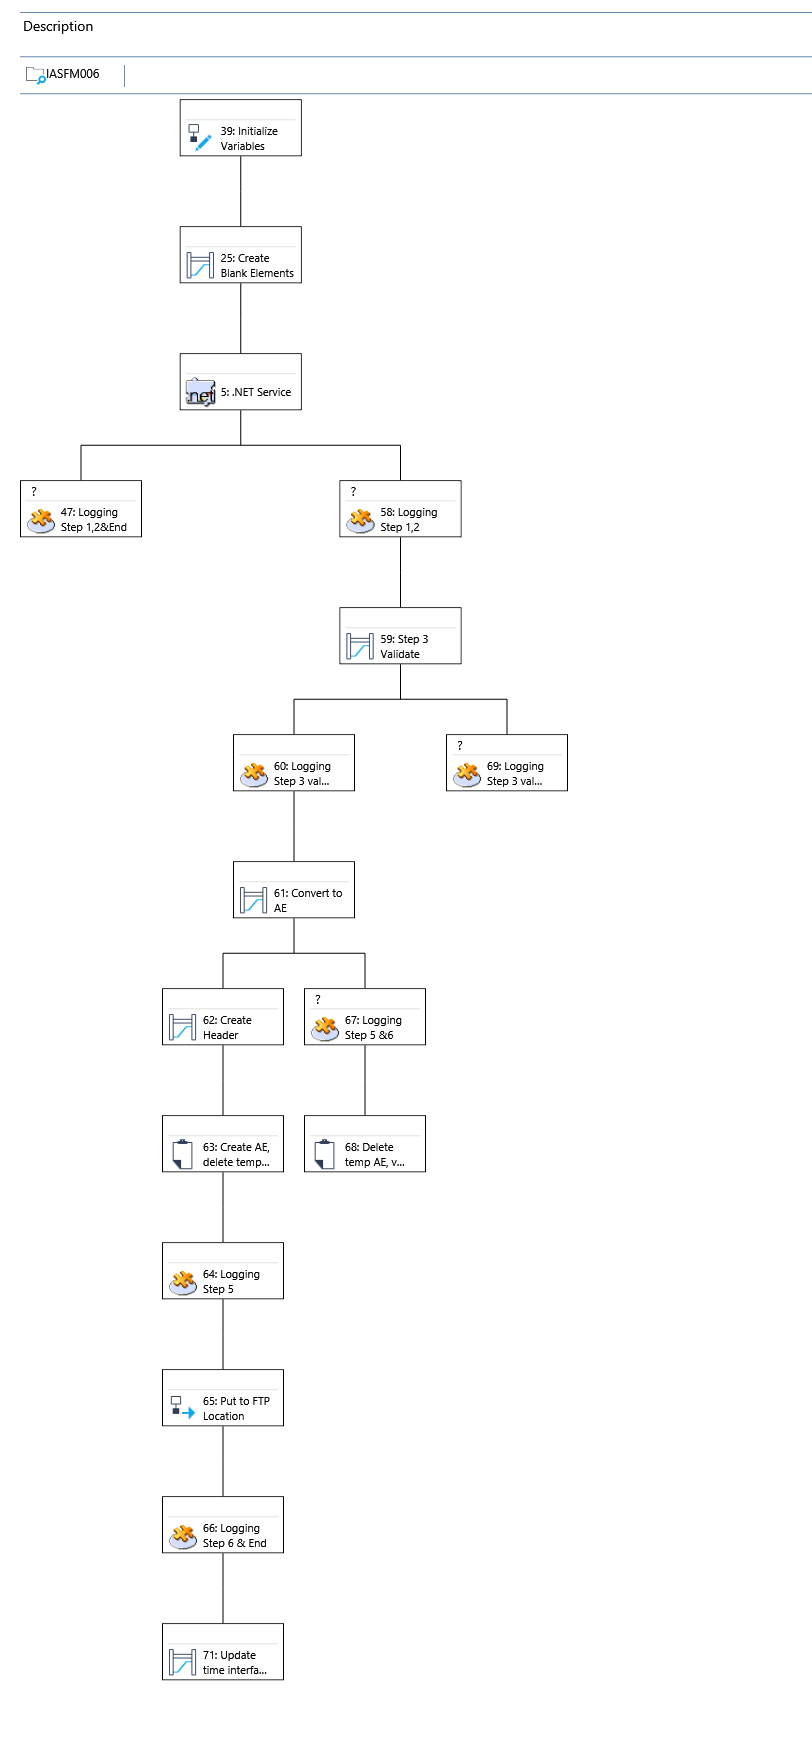 Description
IASFM006
39: Initialize
Variables
25: Create
Blank Elements
.net
5: .NET Service
?
47: Logging
Step 1,2&End
?
58: Logging
Step 1,2
59: Step 3
Validate
60: Logging
Step 3 val...
?
69: Logging
Step 3 val...
61: Convert to
AE
62: Create
Header
?
67: Logging
Step 5 &6
63: Create AE,
delete temp...
68: Delete
temp AE, v...
64: Logging
Step 5
65: Put to FTP
Location
66: Logging
Step 6 & End
71: Update
time interfa...